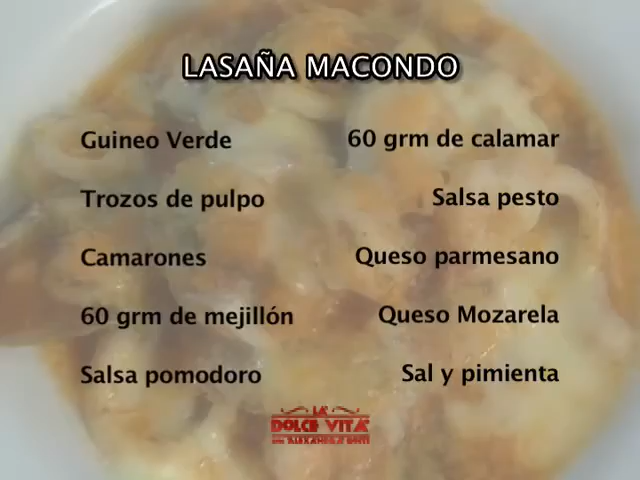 LASAÑA MACONDO
Guineo Verde
Trozos de pulpo
Camarones
60 grm de mejillón
Salsa pomodoro
60 grm de calamar
Salsa pesto
Queso parmesano
Queso Mozarela
Sal y pimienta
LA
DOLCE VITA